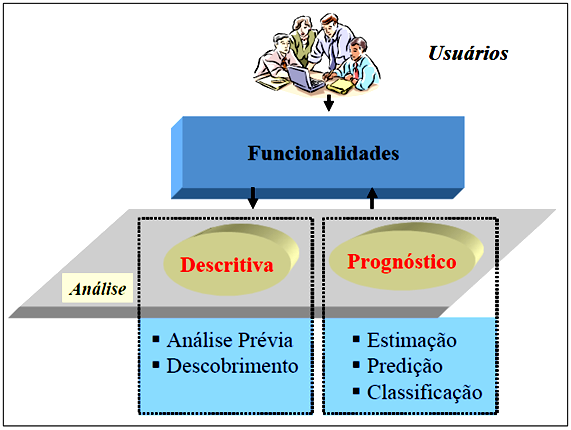 Usuários
Funcionalidades
Descritiva
Prognóstico
Análise
▪ Análise Prévia
▪ Descobrimento
▪ Estimação
▪ Predição
▪ Classificação